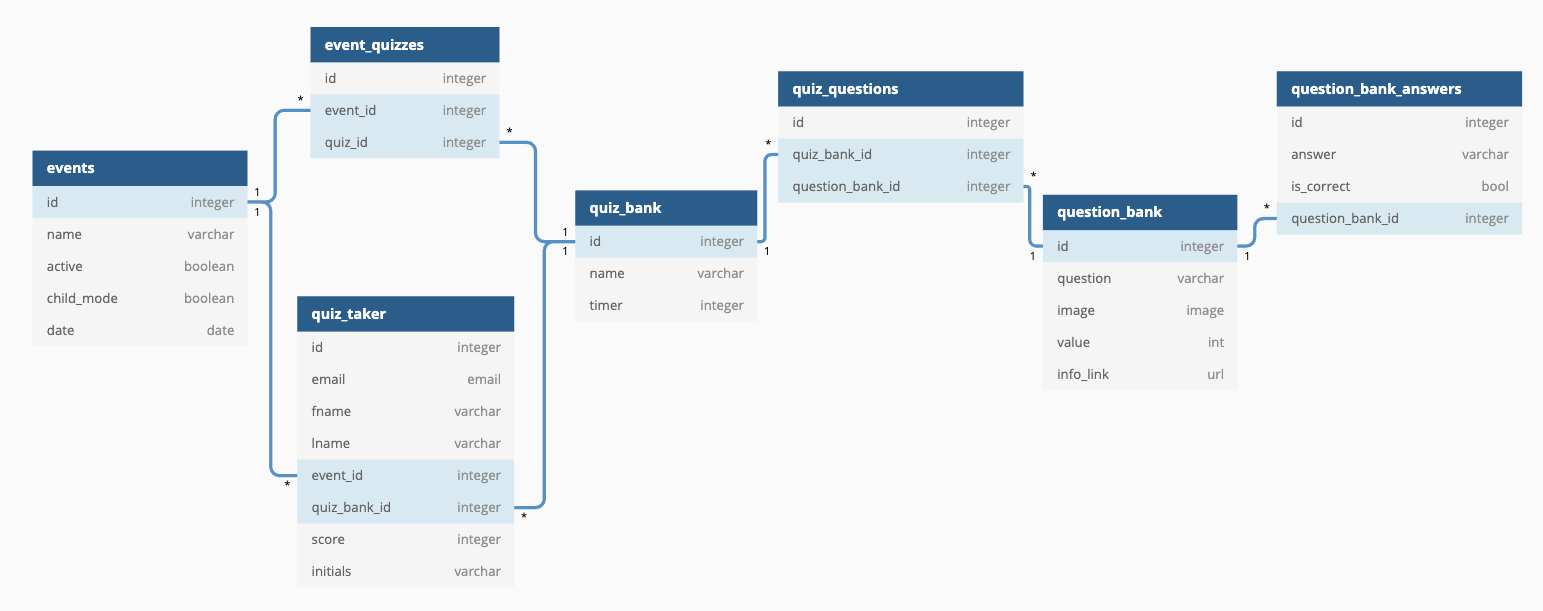 event_quizzes
id integer
* event_id integer
quiz_id integer *
events
id integer 1
1
name varchar
active boolean
child_mode boolean
date date
quiz_taker
id integer
email email
fname varchar
lname varchar
event_id integer
*
quiz_bank_id integer
*
score integer
initials varchar
quiz_bank
1
id integer
1 1
name varchar
timer integer
quiz_questions
id integer
* quiz_bank_id integer
question_bank_id integer *
question_bank
id integer
1 1
question varchar
image image
value int
info_link url
question_bank_answers
id integer
answer varchar
is_correct bool
* question_bank_id integer